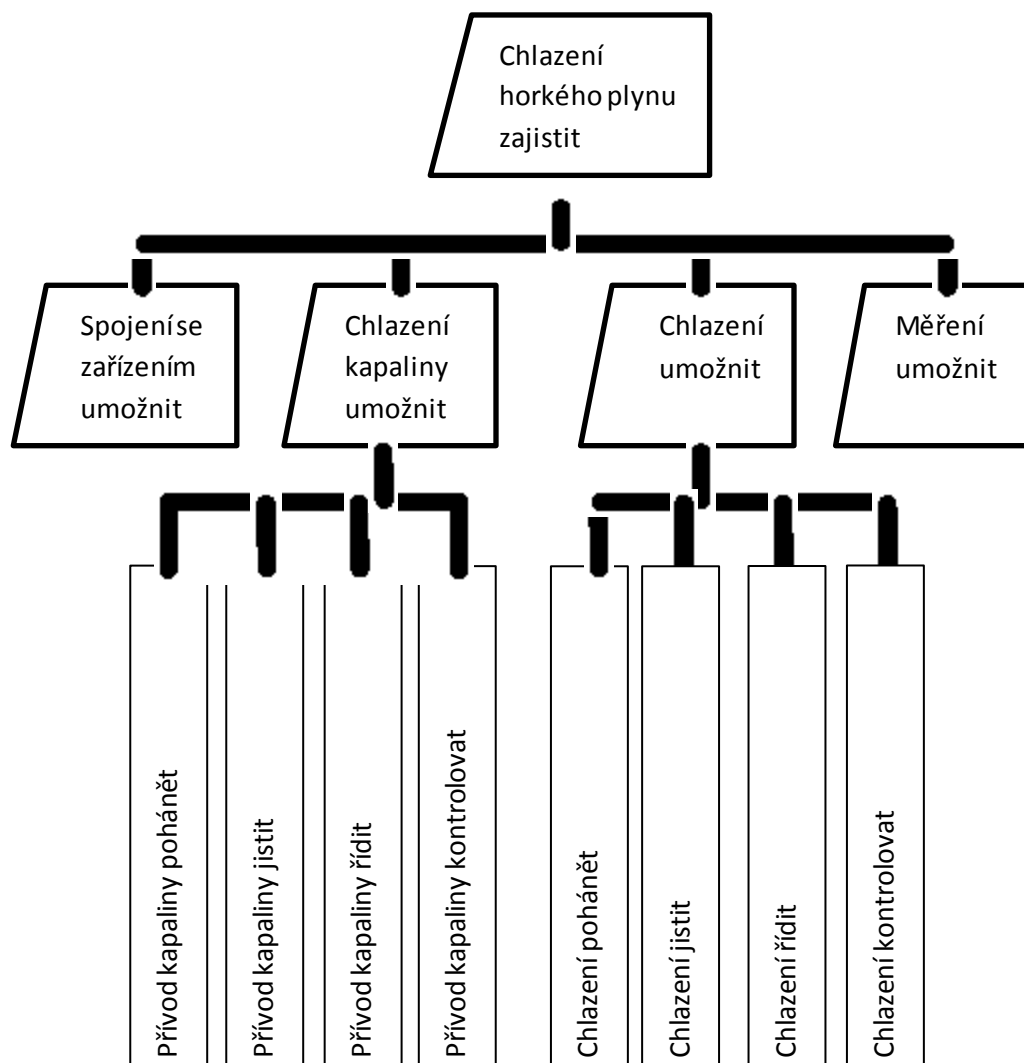 Chlazení
horkého plynu
zajistit
Spojení se
zařízením
umožnit
Chlazení
kapaliny
umožnit
Chlazení
umožnit
Měření
umožnit
Přívod kapaliny pohánět
Přívod kapaliny jistit
Přívod kapaliny řídit
Přívod kapaliny kontrolovat
Chlazení pohánět
Chlazení jistit
Chlazení řídit
Chlazení kontrolovat